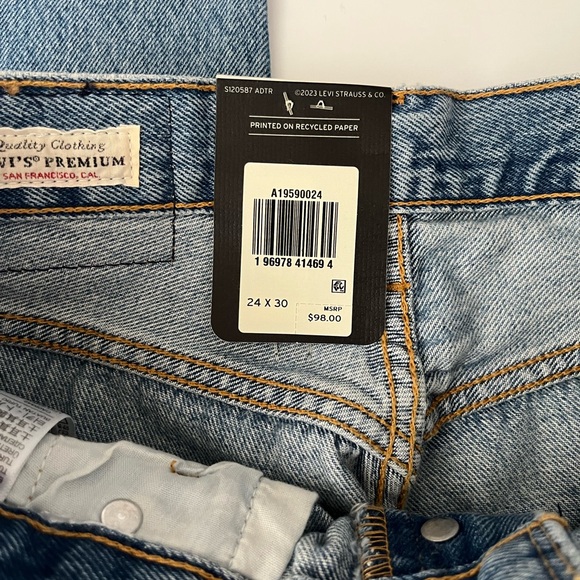 S120587 ADTR ©2023 LEVI STRAUSS & CO.
PRINTED ON RECYCLED PAPER
A19590024
1 96978 41469 4
24 X 30
MSRP
$98.00
Quality Clothing
VI'S® PREMIUM
SAN FRANCISCO, CAL.